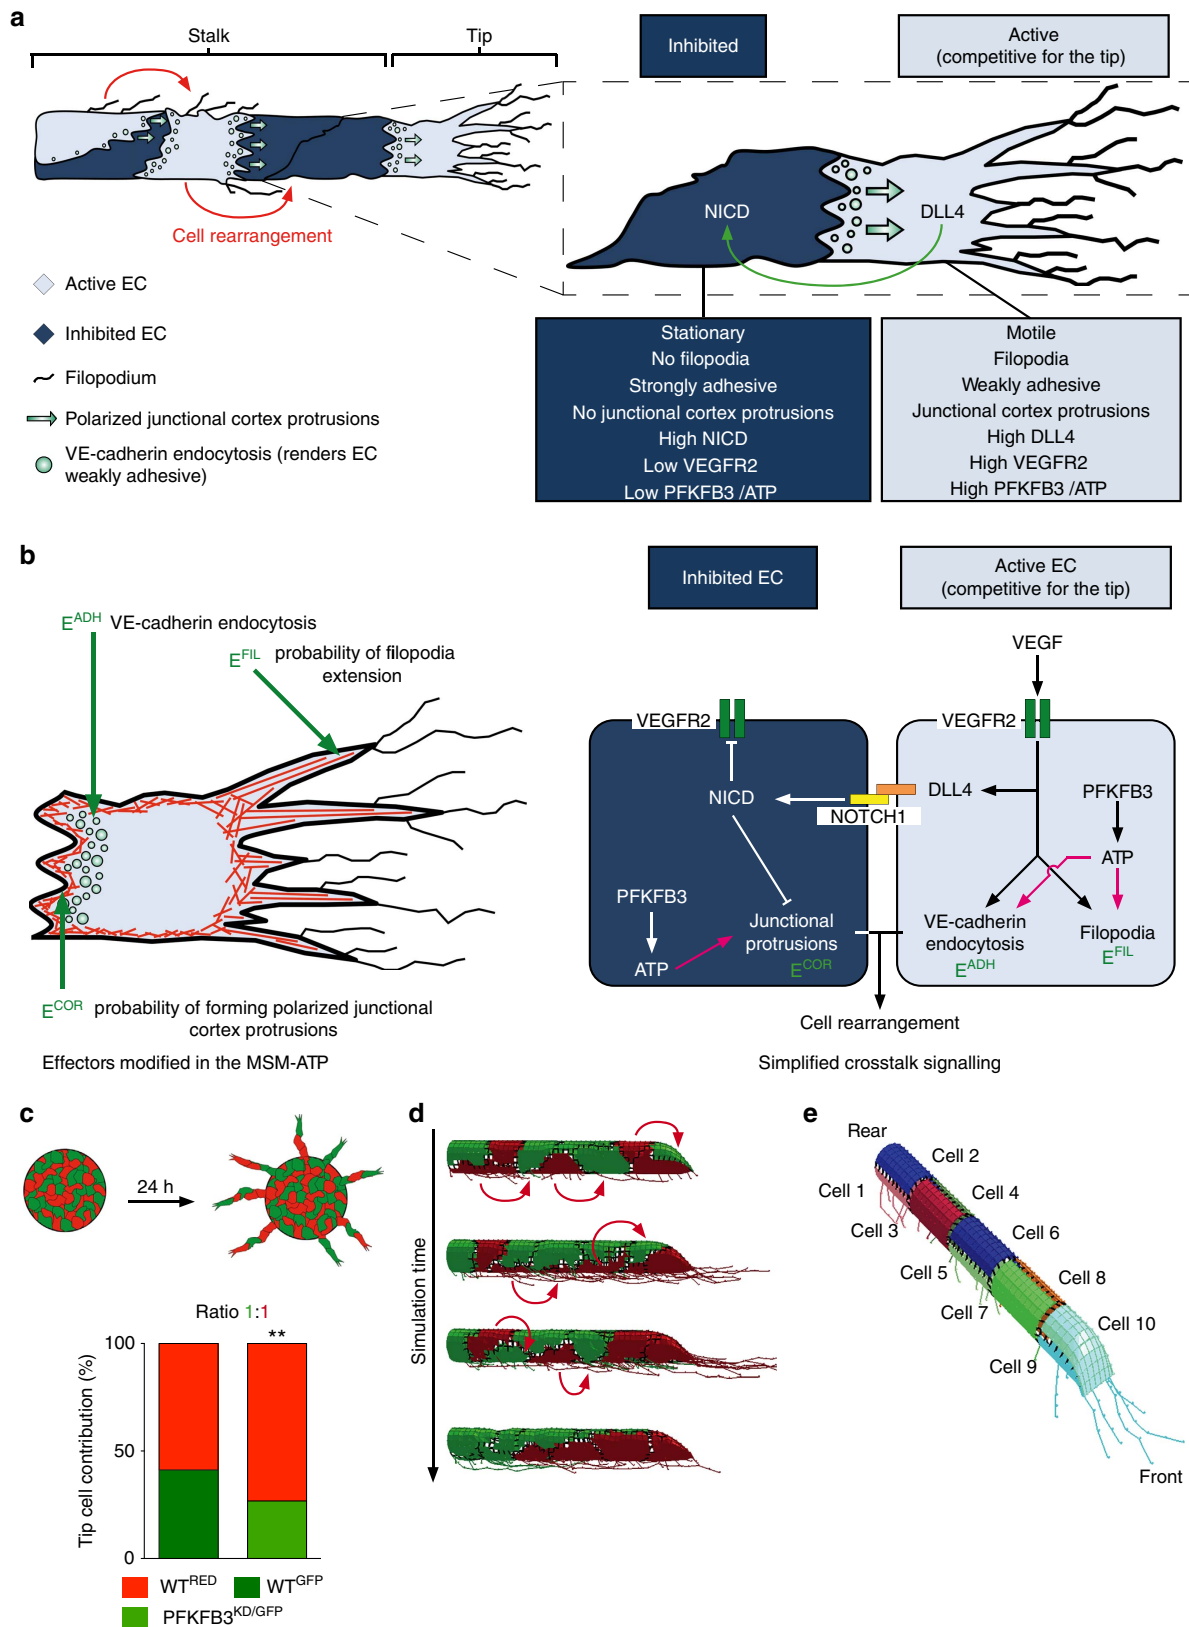 a
Stalk
Tip
Inhibited
Active
(competitive for the tip)
NICD
DLL4
Cell rearrangement
Active EC
Inhibited EC
Filopodium
Polarized junctional cortex protrusions
VE-cadherin endocytosis (renders EC
weakly adhesive)
Stationary
No filopodia
Strongly adhesive
No junctional cortex protrusions
High NICD
Low VEGFR2
Low PFKFB3 /ATP
Motile
Filopodia
Weakly adhesive
Junctional cortex protrusions
High DLL4
High VEGFR2
High PFKFB3 /ATP
b
E^ADH VE-cadherin endocytosis
E^FIL probability of filopodia
extension
E^COR probability of forming polarized junctional
cortex protrusions
Effectors modified in the MSM-ATP
Inhibited EC
Active EC
(competitive for the tip)
VEGF
VEGFR2
VEGFR2
NICD
NOTCH1
DLL4
PFKFB3
ATP
PFKFB3
ATP
Junctional
protrusions
E^COR
VE-cadherin
endocytosis
E^ADH
Filopodia
E^FIL
Cell rearrangement
Simplified crosstalk signalling
c
24 h
Ratio 1:1
**
100
50
0
Tip cell contribution (%)
WT^RED
WT^GFP
PFKFB3^KD/GFP
d
Simulation time
e
Rear
Cell 2
Cell 1
Cell 4
Cell 3
Cell 6
Cell 5
Cell 8
Cell 7
Cell 10
Cell 9
Front